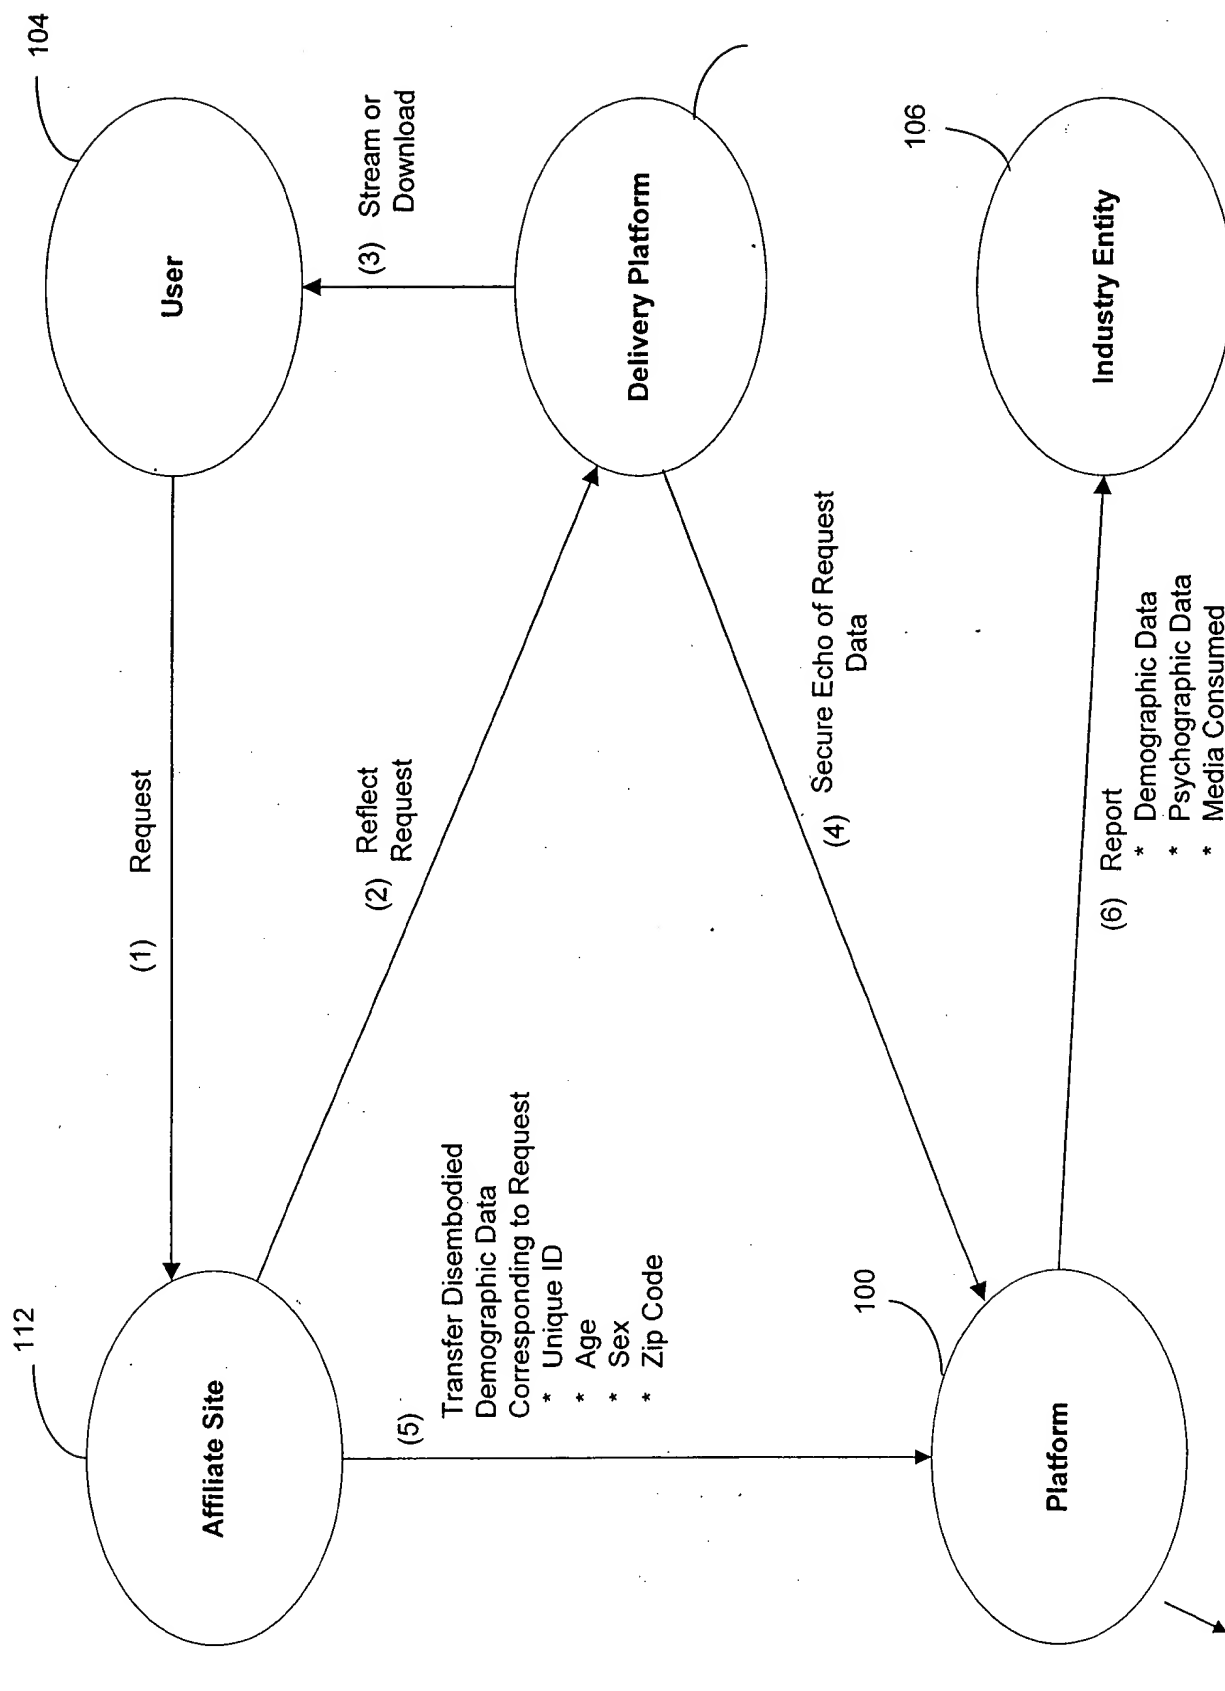 112
Affiliate Site
(1) Request
104
User
(2) Reflect
Request
(3) Stream or
Download
(5)
Transfer Disembodied
Demographic Data
Corresponding to Request
* Unique ID
* Age
* Sex
* Zip Code
Delivery Platform
(4) Secure Echo of Request
Data
100
Platform
106
Industry Entity
(6) Report
* Demographic Data
* Psychographic Data
* Media Consumed